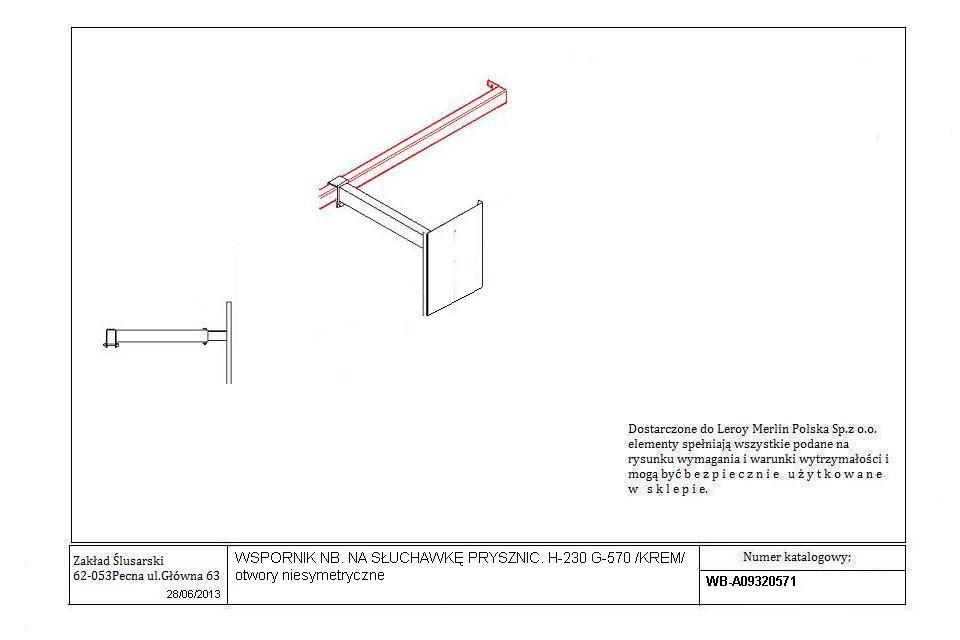 Dostarczone do Leroy Merlin Polska Sp.z o.o.
elementy spełniają wszystkie podane na
rysunku wymagania i warunki wytrzymałości i
mogą być b e z p i e c z n i e u ż y t k o w a n e
w s k l e p i e.
Zakład Ślusarski
62-053Pecna ul.Główna 63
28/06/2013
WSPORNIK NB. NA SŁUCHAWKĘ PRYSZNIC. H-230 G-570 /KREM/
otwory niesymetryczne
Numer katalogowy;
WB-A09320571